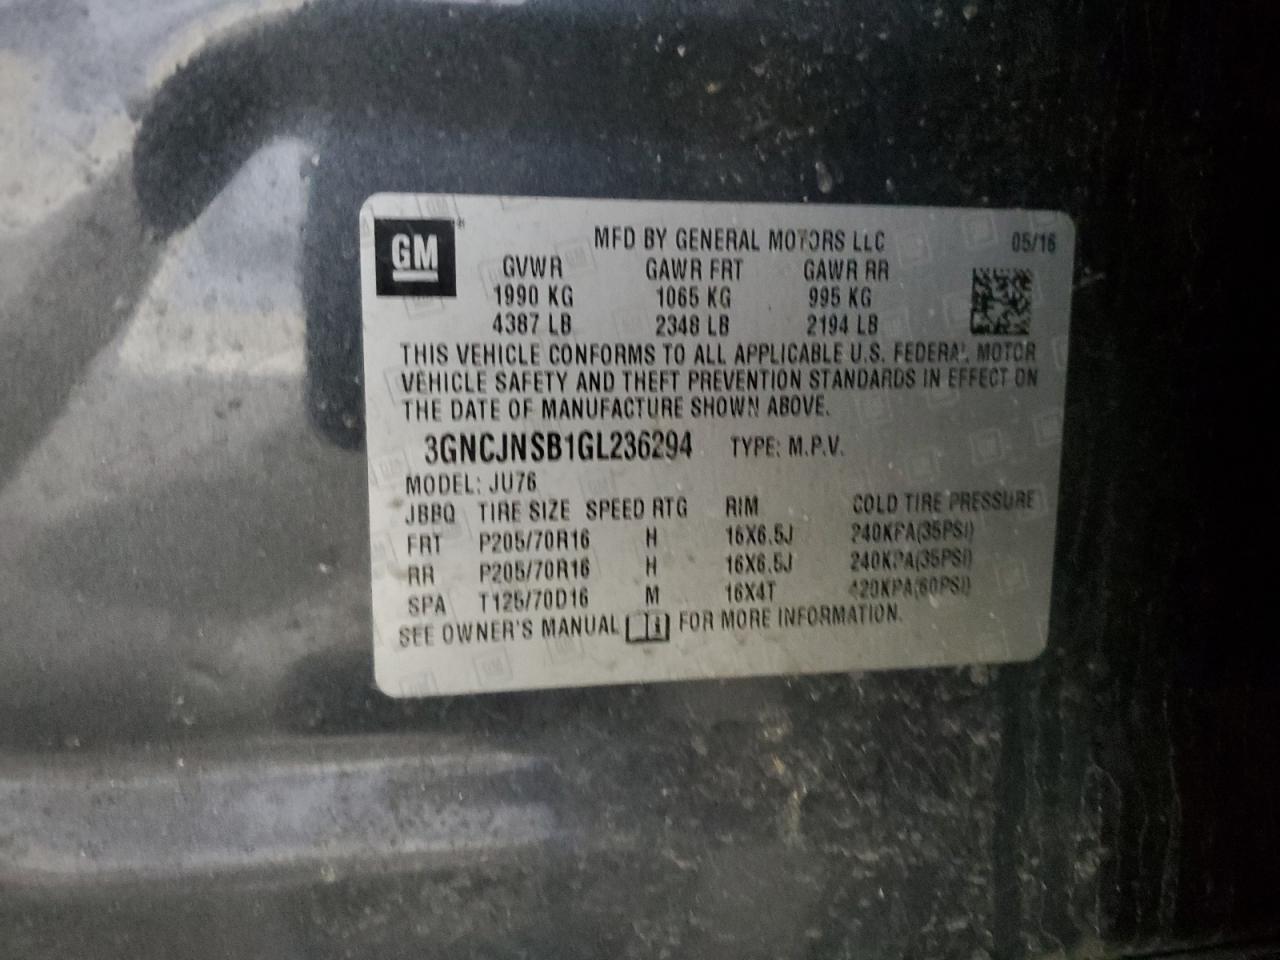 GM
MFD BY GENERAL MOTORS LLC 05/16
GVWR GAWR FRT GAWR RR
1990 KG 1065 KG 995 KG
4387 LB 2348 LB 2194 LB
THIS VEHICLE CONFORMS TO ALL APPLICABLE U.S. FEDERAL MOTOR
VEHICLE SAFETY AND THEFT PREVENTION STANDARDS IN EFFECT ON
THE DATE OF MANUFACTURE SHOWN ABOVE.
3GNCJNSB1GL236294 TYPE: M.P.V.
MODEL: JU76
JBBQ TIRE SIZE SPEED RTG RIM COLD TIRE PRESSURE
FRT P205/70R16 H 16X6.5J 240KPA(35PSI)
RR P205/70R16 H 16X6.5J 240KPA(35PSI)
SPA T125/70D16 M 16X4T 420KPA(60PSI)
SEE OWNER'S MANUAL FOR MORE INFORMATION.